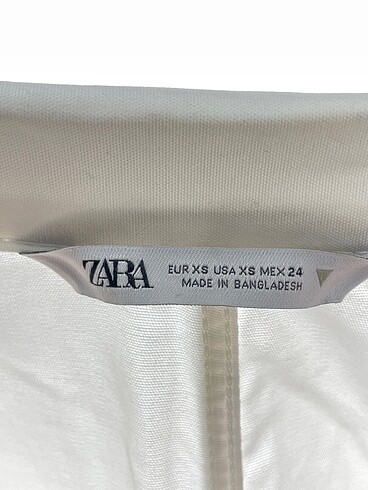 ZARA
EUR XS USA XS MEX 24
MADE IN BANGLADESH